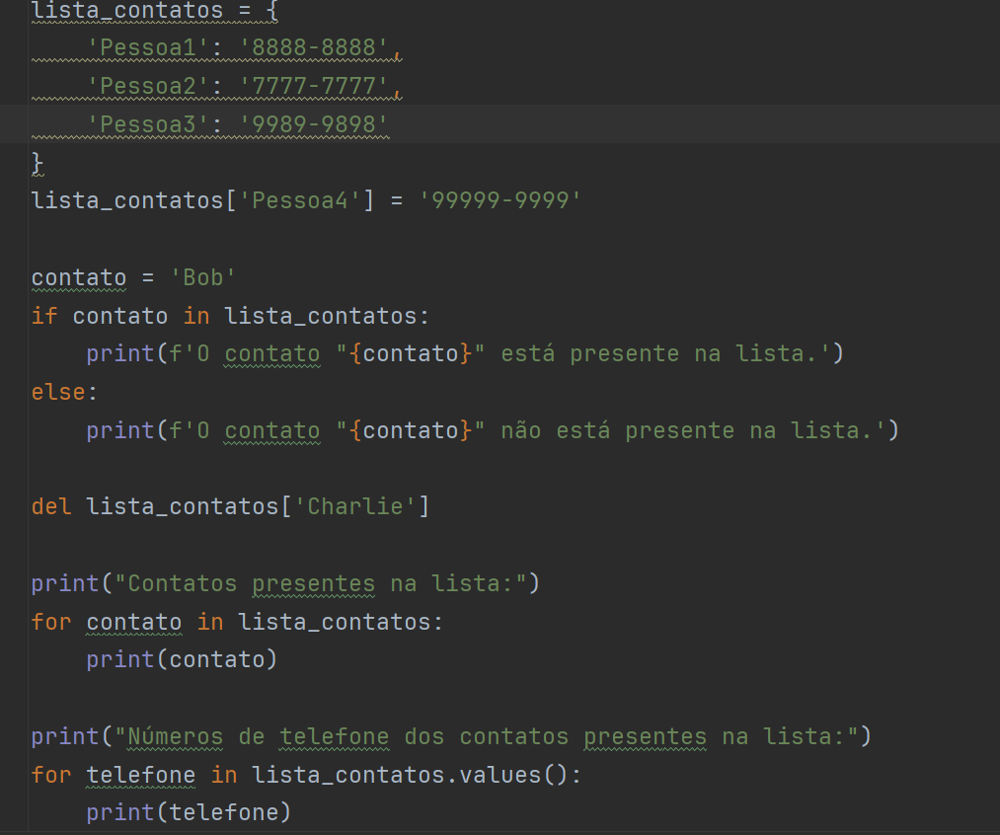 lista_contatos = {
    'Pessoa1': '8888-8888',
    'Pessoa2': '7777-7777',
    'Pessoa3': '9989-9898'
}
lista_contatos['Pessoa4'] = '99999-9999'

contato = 'Bob'
if contato in lista_contatos:
    print(f'O contato "{contato}" está presente na lista.')
else:
    print(f'O contato "{contato}" não está presente na lista.')

del lista_contatos['Charlie']

print("Contatos presentes na lista:")
for contato in lista_contatos:
    print(contato)

print("Números de telefone dos contatos presentes na lista:")
for telefone in lista_contatos.values():
    print(telefone)